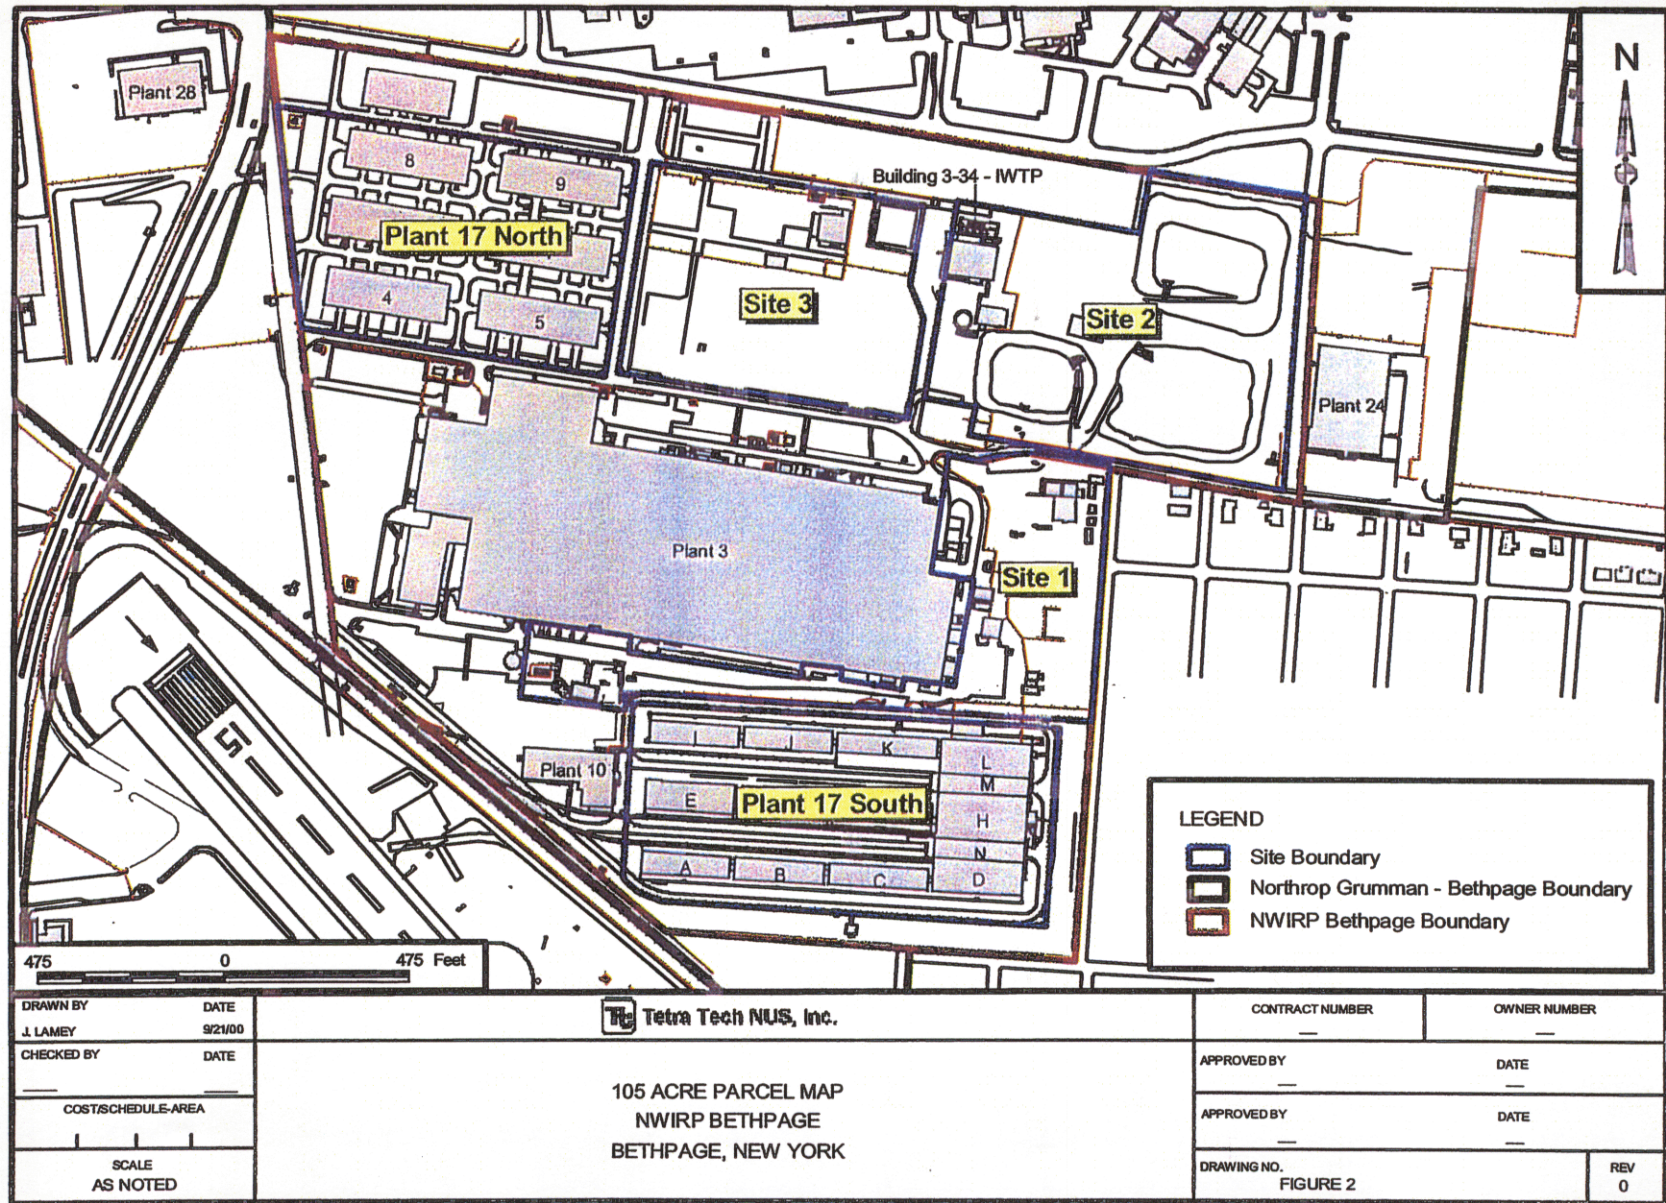 N
Plant 28
8
9
Building 3-34 - IWTP
Plant 17 North
4
5
Site 3
Site 2
Plant 24
Plant 3
Site 1
I
J
K
L
Plant 10
M
E
Plant 17 South
H
N
A
B
C
D
LEGEND
Site Boundary
Northrop Grumman - Bethpage Boundary
NWIRP Bethpage Boundary
475 0 475 Feet
DRAWN BY DATE
J. LAMEY 9/21/00
CHECKED BY DATE
COST/SCHEDULE-AREA
SCALE
AS NOTED
Tetra Tech NUS, Inc.
105 ACRE PARCEL MAP
NWIRP BETHPAGE
BETHPAGE, NEW YORK
CONTRACT NUMBER
OWNER NUMBER
APPROVED BY DATE
APPROVED BY DATE
DRAWING NO.
FIGURE 2
REV
0